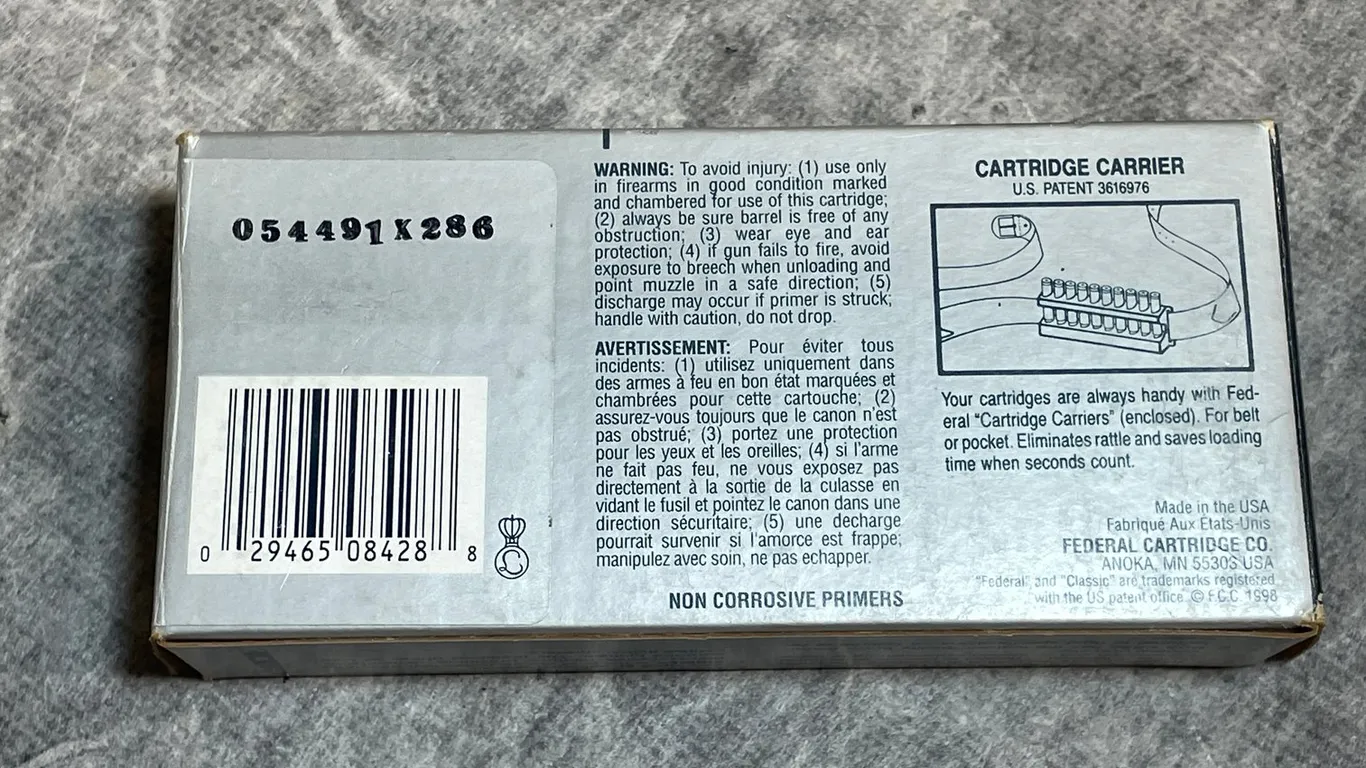 054491X286
0 29465 08428 8
WARNING: To avoid injury: (1) use only
in firearms in good condition marked
and chambered for use of this cartridge;
(2) always be sure barrel is free of any
obstruction; (3) wear eye and ear
protection; (4) if gun fails to fire, avoid
exposure to breech when unloading and
point muzzle in a safe direction; (5)
discharge may occur if primer is struck;
handle with caution, do not drop.
AVERTISSEMENT: Pour éviter tous
incidents: (1) utilisez uniquement dans
des armes à feu en bon état marquées et
chambrées pour cette cartouche; (2)
assurez-vous toujours que le canon n'est
pas obstrué; (3) portez une protection
pour les yeux et les oreilles; (4) si l'arme
ne fait pas feu, ne vous exposez pas
directement à la sortie de la culasse en
vidant le fusil et pointez le canon dans une
direction sécuritaire; (5) une decharge
pourrait survenir si l'amorce est frappe;
manipulez avec soin, ne pas echapper.
NON CORROSIVE PRIMERS
CARTRIDGE CARRIER
U.S. PATENT 3616976
Your cartridges are always handy with Fed-
eral "Cartridge Carriers" (enclosed). For belt
or pocket. Eliminates rattle and saves loading
time when seconds count.
Made in the USA
Fabriqué Aux Etats-Unis
FEDERAL CARTRIDGE CO.
ANOKA, MN 55303 USA
"Federal" and "Classic" are trademarks registered
with the US patent office © F.C.C. 1998